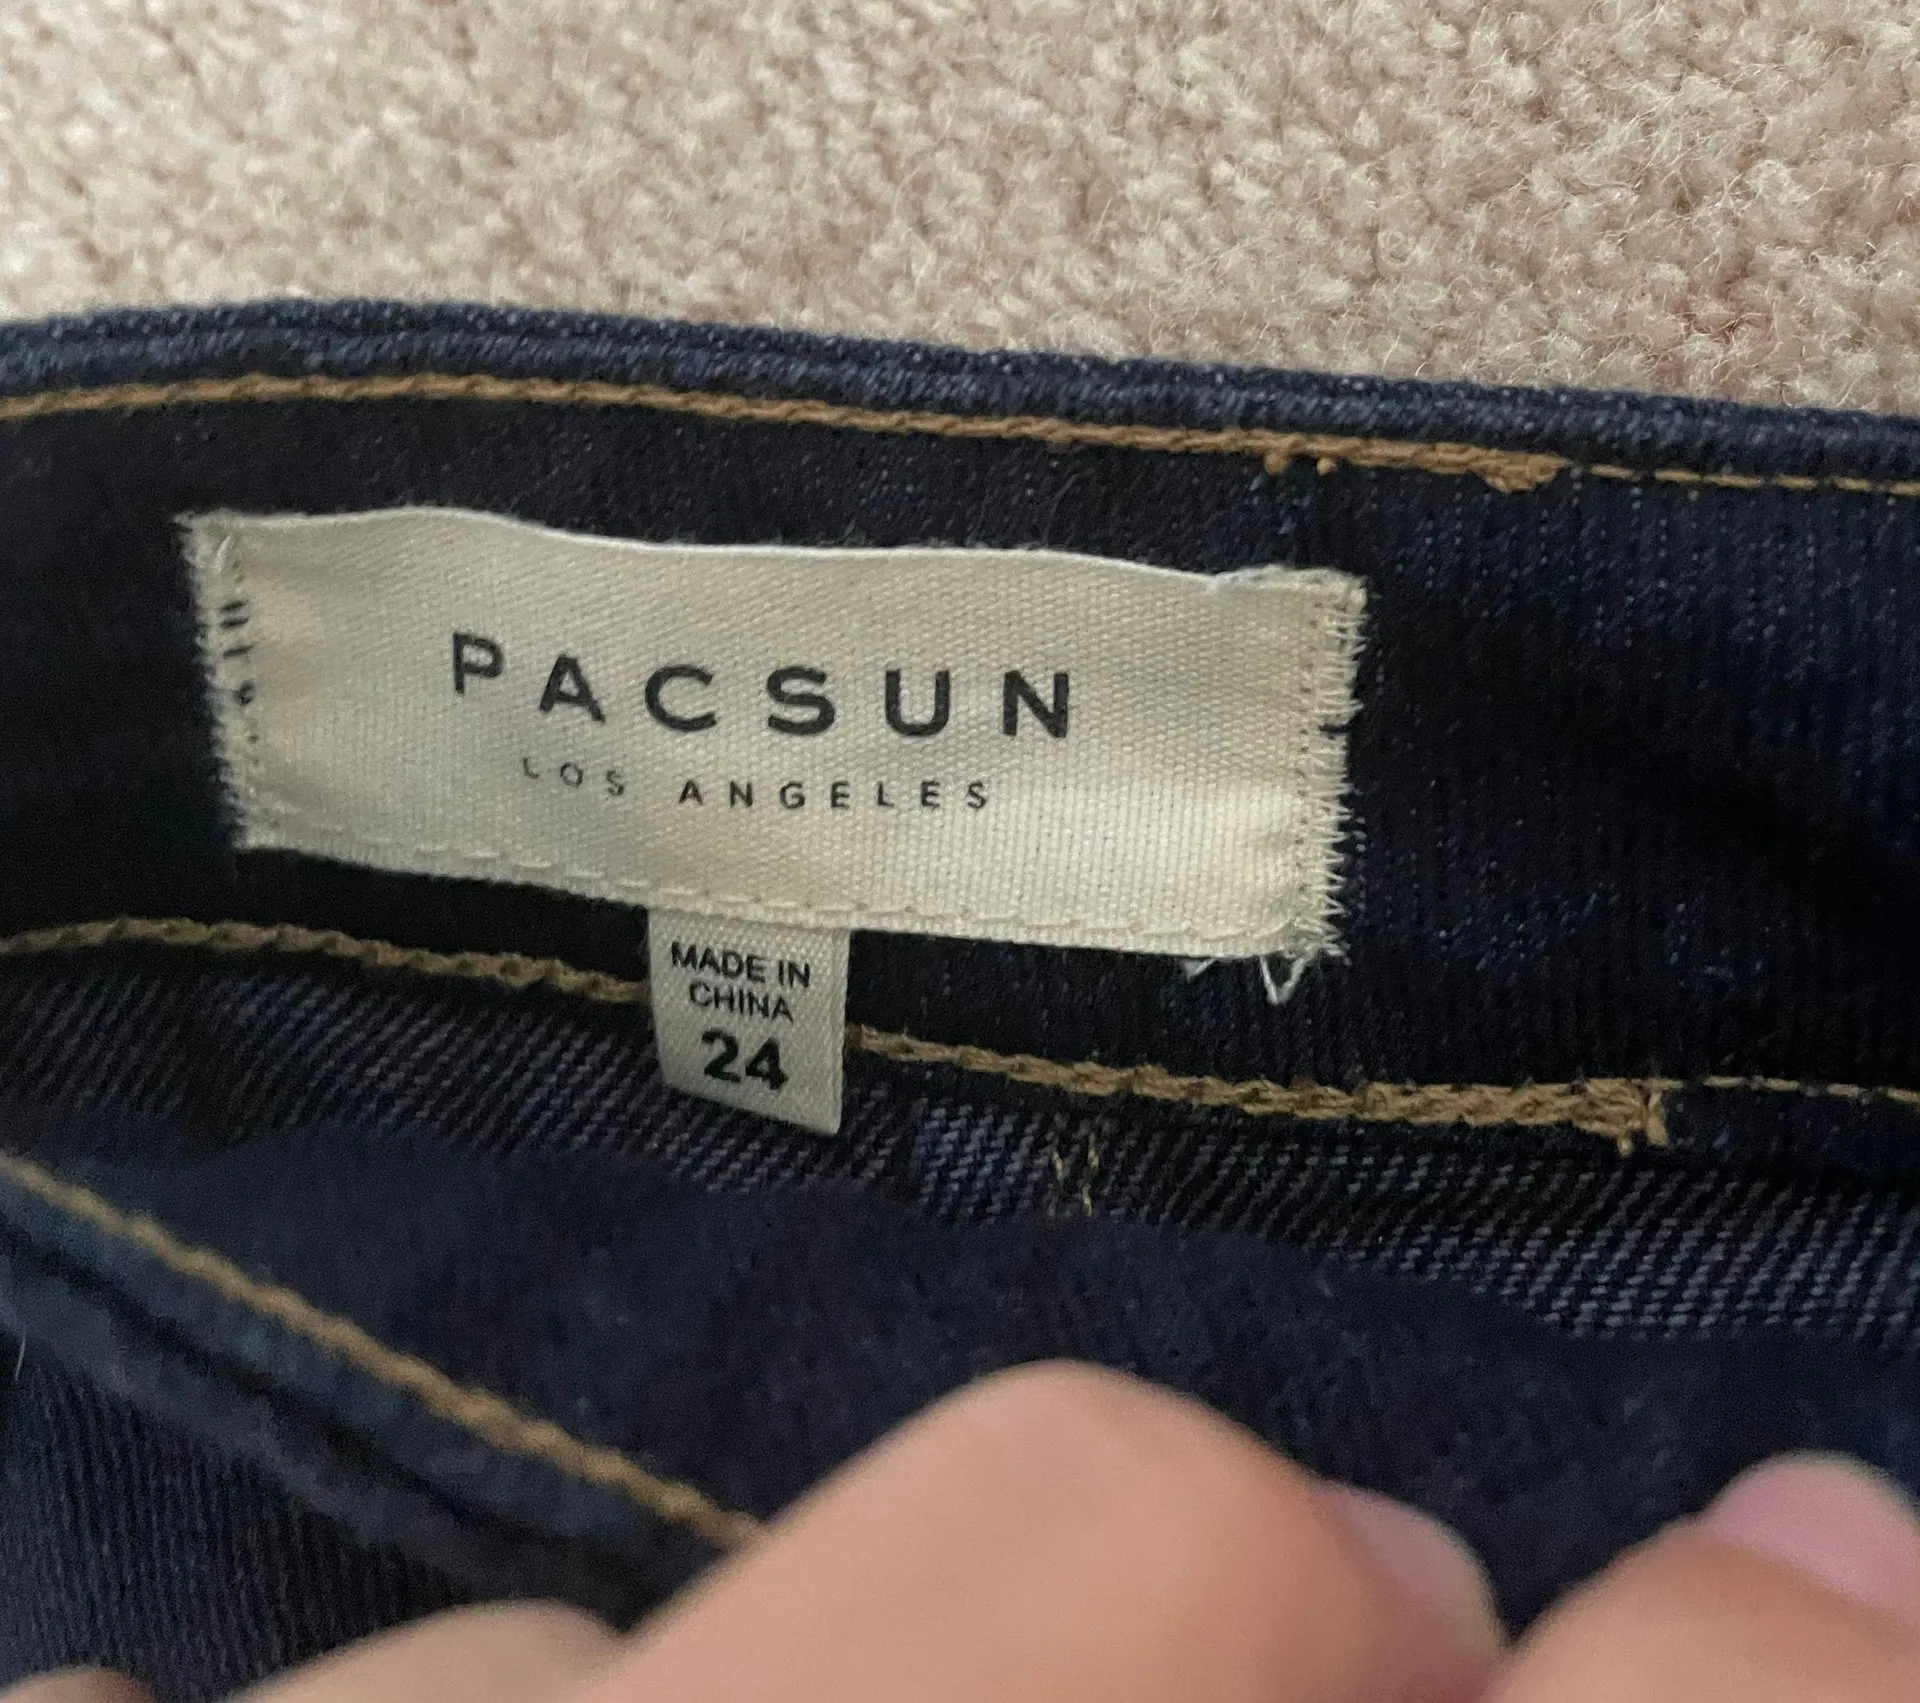 PACSUN
LOS ANGELES
MADE IN
CHINA
24